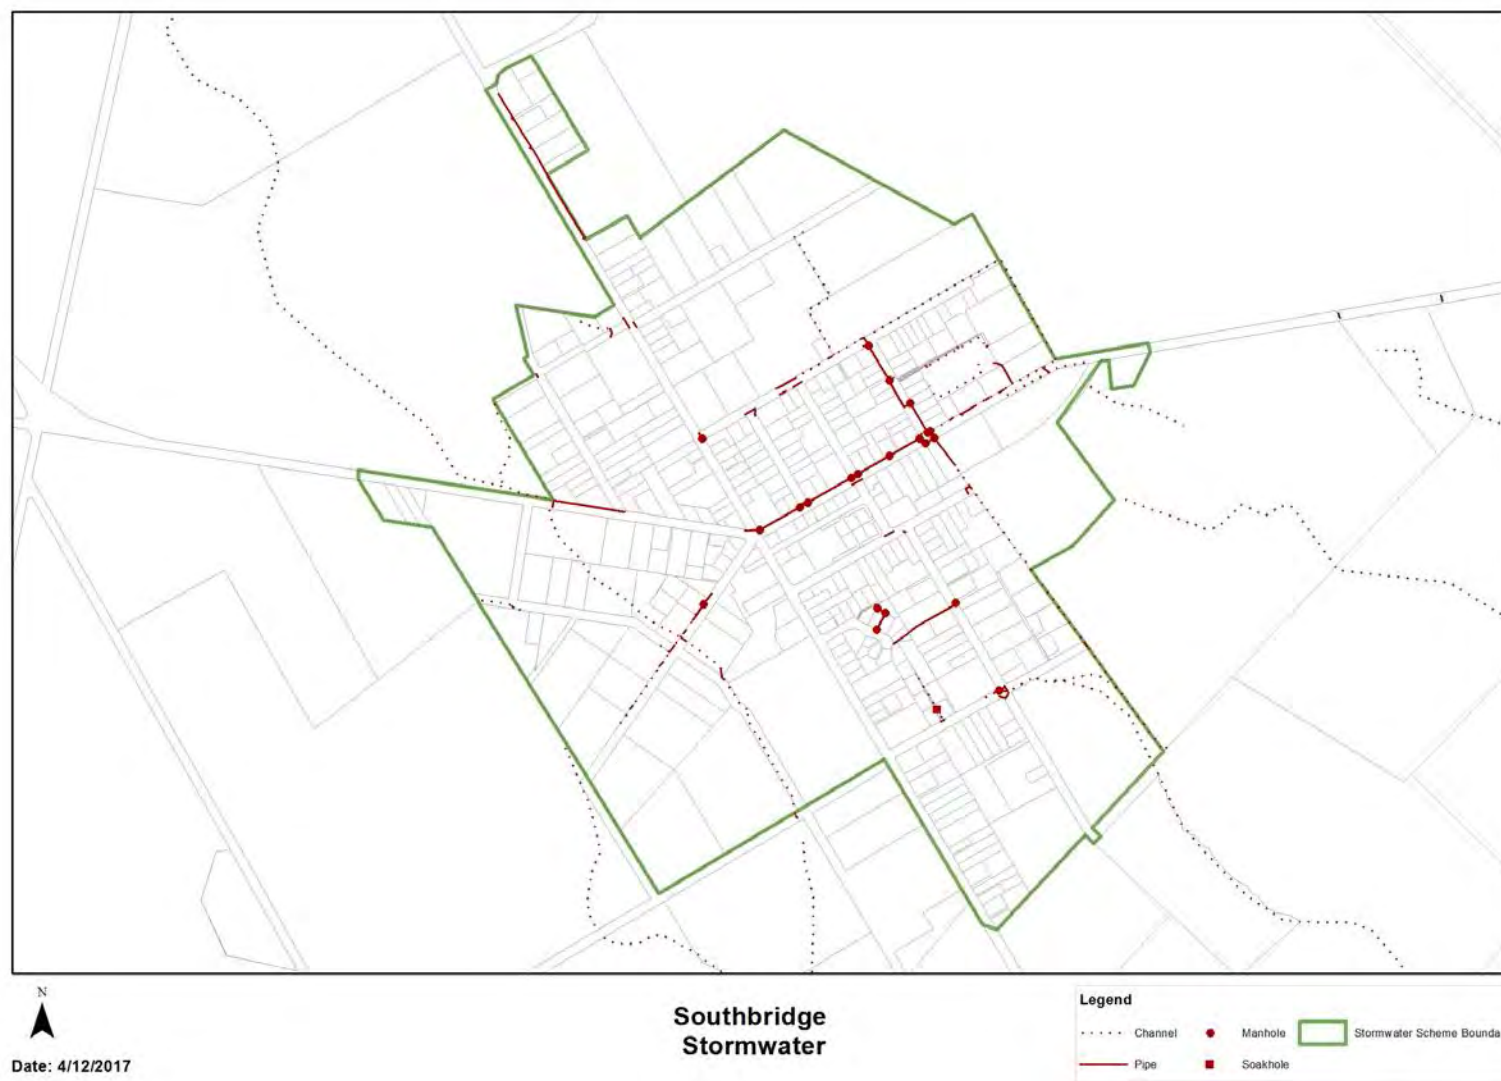 N
Date: 4/12/2017
Southbridge
Stormwater
Legend
Channel
Manhole
Stormwater Scheme Bounda
Pipe
Soakhole